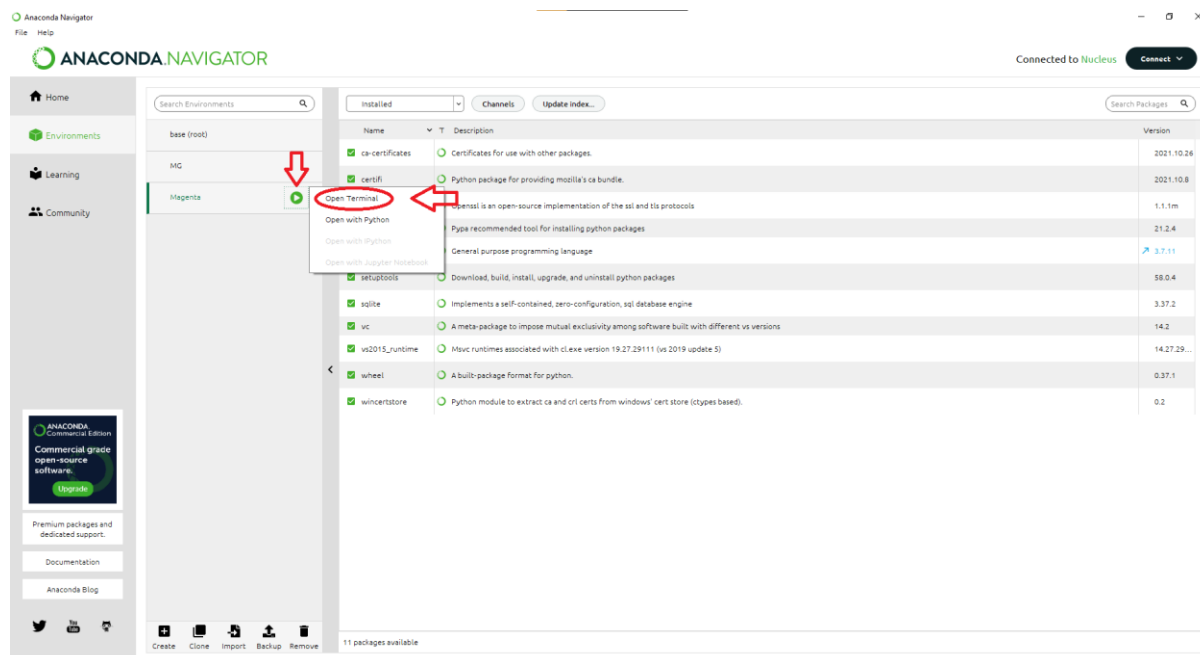 Anaconda Navigator
File Help
ANACONDA.NAVIGATOR
Connected to Nucleus
Connect
Home
Environments
Learning
Community
ANACONDA.
Commercial Edition
Commercial grade
open-source
software.
Upgrade
Premium packages and
dedicated support.
Documentation
Anaconda Blog
You
Tube
Search Environments
base (root)
MG
Magenta
Create Clone Import Backup Remove
Installed
Channels
Update index...
Search Packages
Name T Description Version
ca-certificates Certificates for use with other packages. 2021.10.26
certifi Python package for providing mozilla's ca bundle. 2021.10.8
Openssl is an open-source implementation of the ssl and tls protocols 1.1.1m
Pypa recommended tool for installing python packages 21.2.4
General purpose programming language 3.7.11
setuptools Download, build, install, upgrade, and uninstall python packages 58.0.4
sqlite Implements a self-contained, zero-configuration, sql database engine 3.37.2
vc A meta-package to impose mutual exclusivity among software built with different vs versions 14.2
vs2015_runtime Msvc runtimes associated with cl.exe version 19.27.29111 (vs 2019 update 5) 14.27.29...
wheel A built-package format for python. 0.37.1
wincertstore Python module to extract ca and crl certs from windows' cert store (ctypes based). 0.2
Open Terminal
Open with Python
Open with IPython
Open with Jupyter Notebook
11 packages available